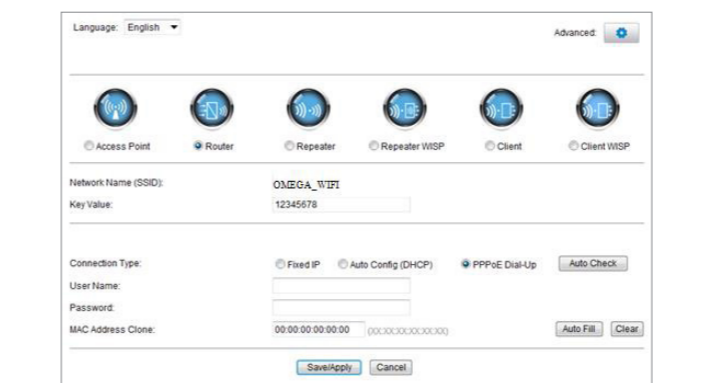 Language: English
Advanced:
Access Point Router Repeater Repeater WISP Client Client WISP
Network Name (SSID): OMEGA_WIFI
Key Value: 12345678
Connection Type: Fixed IP Auto Config (DHCP) PPPoE Dial-Up Auto Check
User Name:
Password:
MAC Address Clone: 00:00:00:00:00:00 (XX:XX:XX:XX:XX:XX) Auto Fill Clear
Save/Apply Cancel